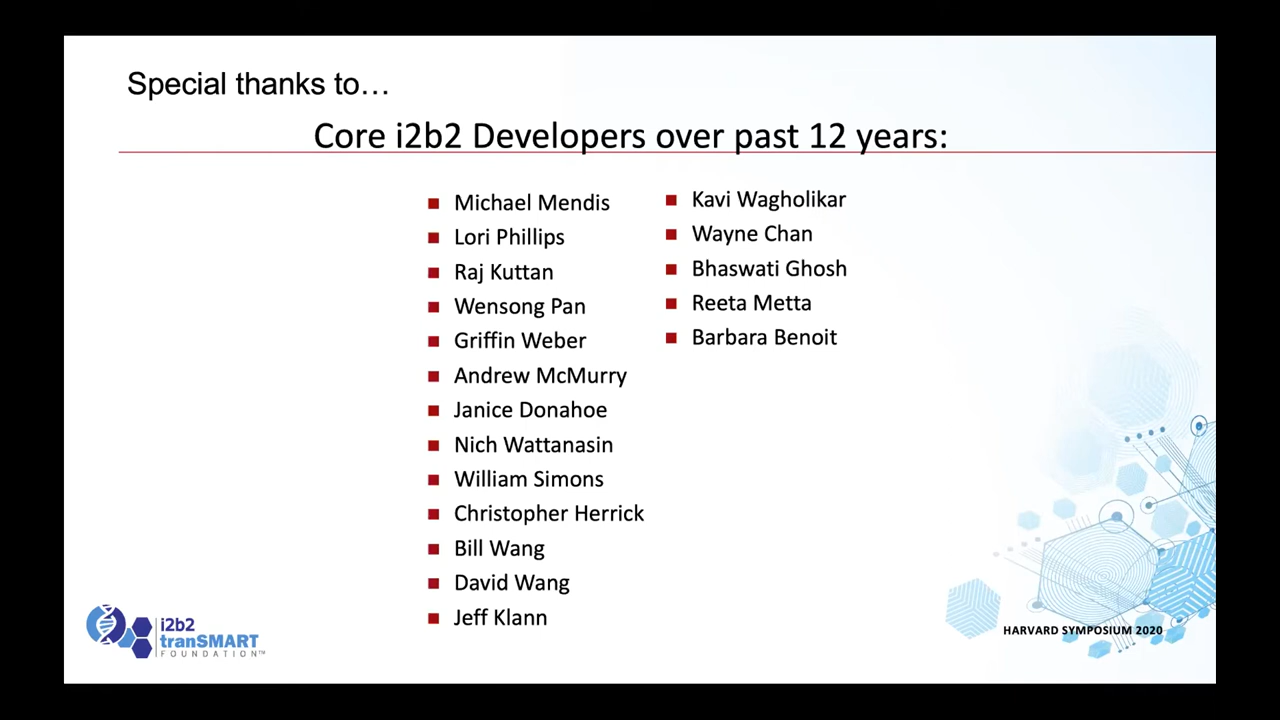 Special thanks to…
Core i2b2 Developers over past 12 years:
Michael Mendis
Lori Phillips
Raj Kuttan
Wensong Pan
Griffin Weber
Andrew McMurry
Janice Donahoe
Nich Wattanasin
William Simons
Christopher Herrick
Bill Wang
David Wang
Jeff Klann
Kavi Wagholikar
Wayne Chan
Bhaswati Ghosh
Reeta Metta
Barbara Benoit
i2b2
tranSMART
FOUNDATION™
HARVARD SYMPOSIUM 2020